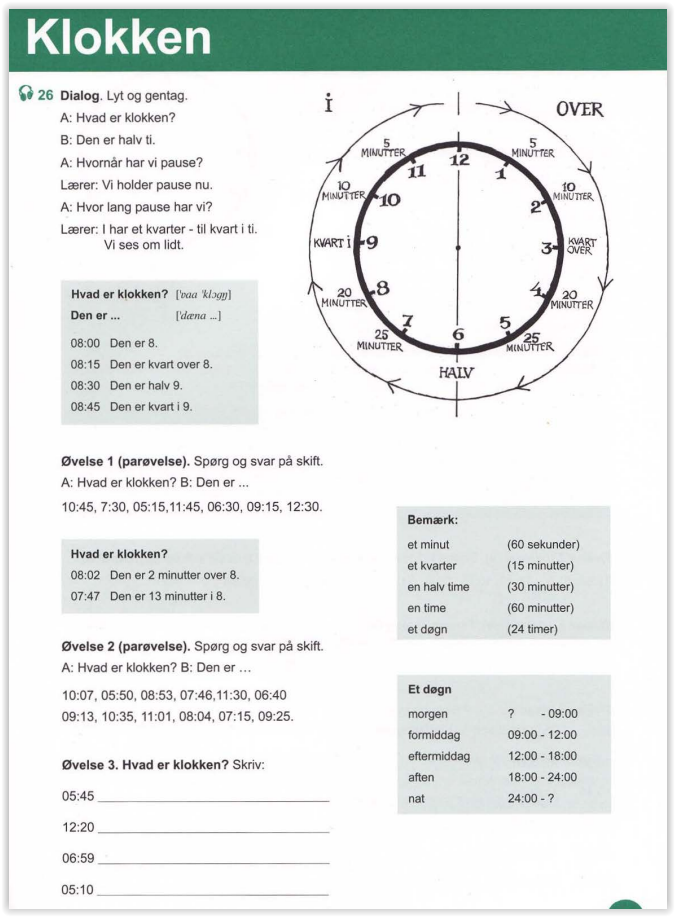 Klokken
26 Dialog. Lyt og gentag.
A: Hvad er klokken?
B: Den er halv ti.
A: Hvornår har vi pause?
Lærer: Vi holder pause nu.
A: Hvor lang pause har vi?
Lærer: I har et kvarter - til kvart i ti.
Vi ses om lidt.
i
OVER
5 MINUTTER
5 MINUTTER
10 MINUTTER
10 MINUTTER
KVART i
KVART OVER
20 MINUTTER
20 MINUTTER
25 MINUTTER
25 MINUTTER
HALV
12
1
2
3
4
5
6
7
8
9
10
11
Hvad er klokken? ['vaa 'klɔgŋ]
Den er ... ['dæna ...]
08:00 Den er 8.
08:15 Den er kvart over 8.
08:30 Den er halv 9.
08:45 Den er kvart i 9.
Øvelse 1 (parøvelse). Spørg og svar på skift.
A: Hvad er klokken? B: Den er ...
10:45, 7:30, 05:15,11:45, 06:30, 09:15, 12:30.
Hvad er klokken?
08:02 Den er 2 minutter over 8.
07:47 Den er 13 minutter i 8.
Øvelse 2 (parøvelse). Spørg og svar på skift.
A: Hvad er klokken? B: Den er ...
10:07, 05:50, 08:53, 07:46,11:30, 06:40
09:13, 10:35, 11:01, 08:04, 07:15, 09:25.
Øvelse 3. Hvad er klokken? Skriv:
05:45
12:20
06:59
05:10
Bemærk:
et minut (60 sekunder)
et kvarter (15 minutter)
en halv time (30 minutter)
en time (60 minutter)
et døgn (24 timer)
Et døgn
morgen ? - 09:00
formiddag 09:00 - 12:00
eftermiddag 12:00 - 18:00
aften 18:00 - 24:00
nat 24:00 - ?